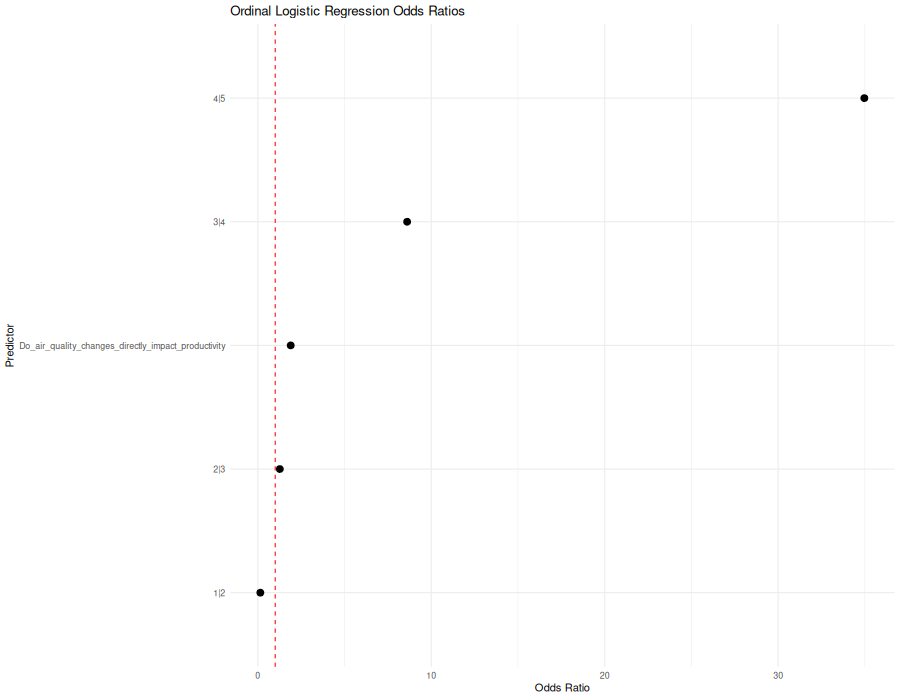 Ordinal Logistic Regression Odds Ratios
4|5
3|4
Do_air_quality_changes_directly_impact_productivity
2|3
1|2
Predictor
0 10 20 30
Odds Ratio